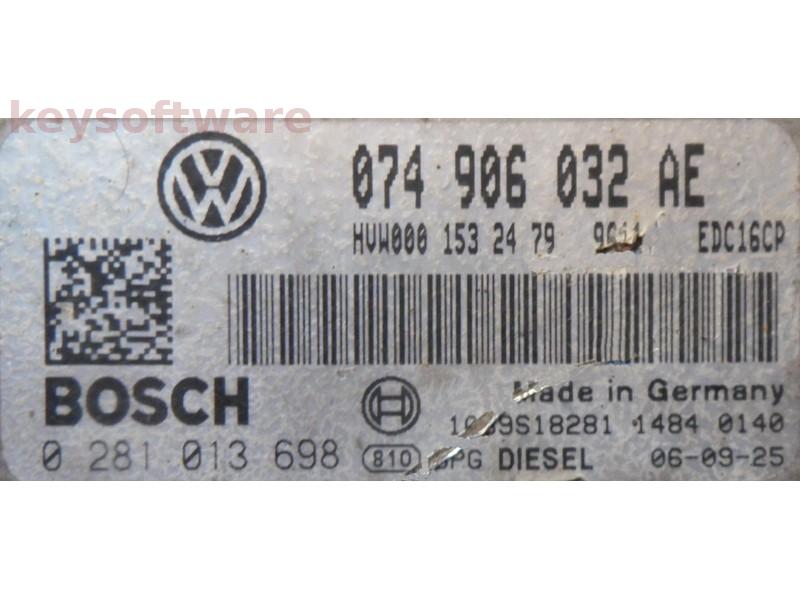 keysoftware
074 906 032 AE
HVW000 153 24 79 EDC16CP
BOSCH
Made in Germany
1484 0140
0 281 013 698 810 DIESEL 06-09-25